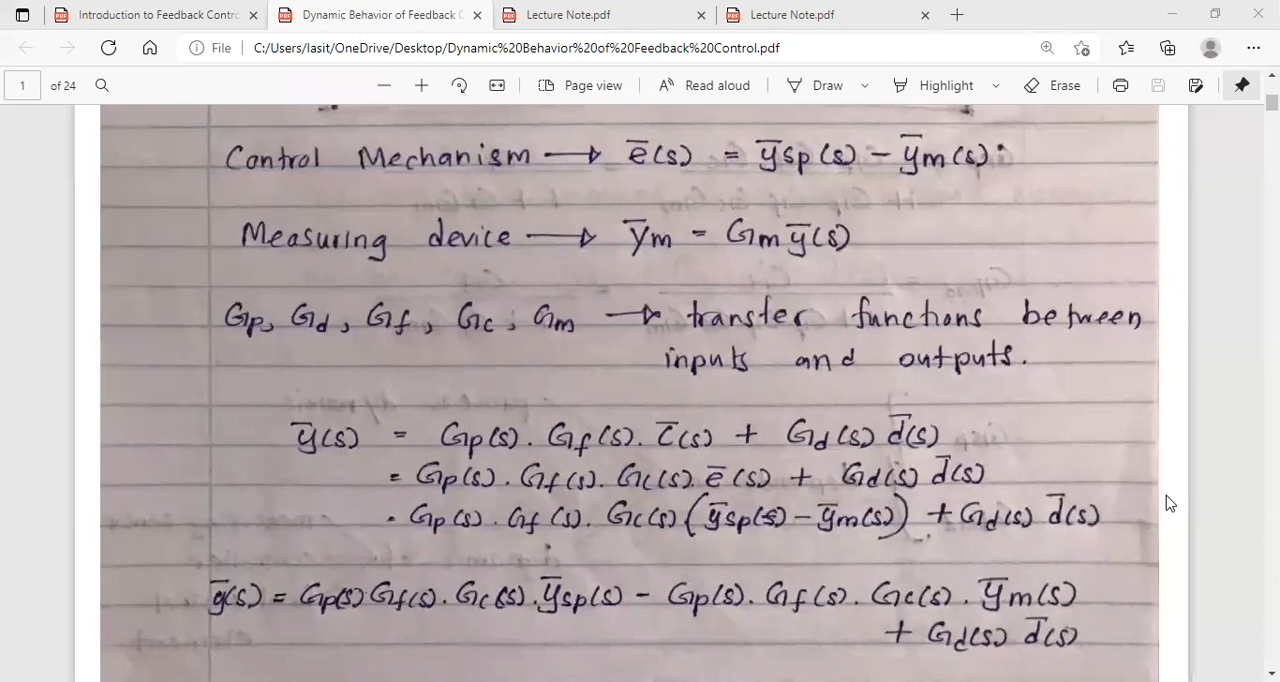 Introduction to Feedback Contro
Dynamic Behavior of Feedback C
Lecture Note.pdf
Lecture Note.pdf
File
C:/Users/lasit/OneDrive/Desktop/Dynamic%20Behavior%20of%20Feedback%20Control.pdf
1 of 24
Page view
Read aloud
Draw
Highlight
Erase
Control Mechanism → ē(s) = ȳsp(s) - ȳm(s).
Measuring device → ȳm = Gm ȳ(s)
Gp, Gd, Gf, Gc, Gm → transfer functions between
inputs and outputs.
ȳ(s) = Gp(s). Gf(s). c̄(s) + Gd(s) d̄(s)
= Gp(s). Gf(s). Gc(s). ē(s) + Gd(s) d̄(s)
= Gp(s). Gf(s). Gc(s) (ȳsp(s) - ȳm(s)) + Gd(s) d̄(s)
ȳ(s) = Gp(s) Gf(s). Gc(s). ȳsp(s) - Gp(s). Gf(s). Gc(s). ȳm(s)
+ Gd(s) d̄(s)